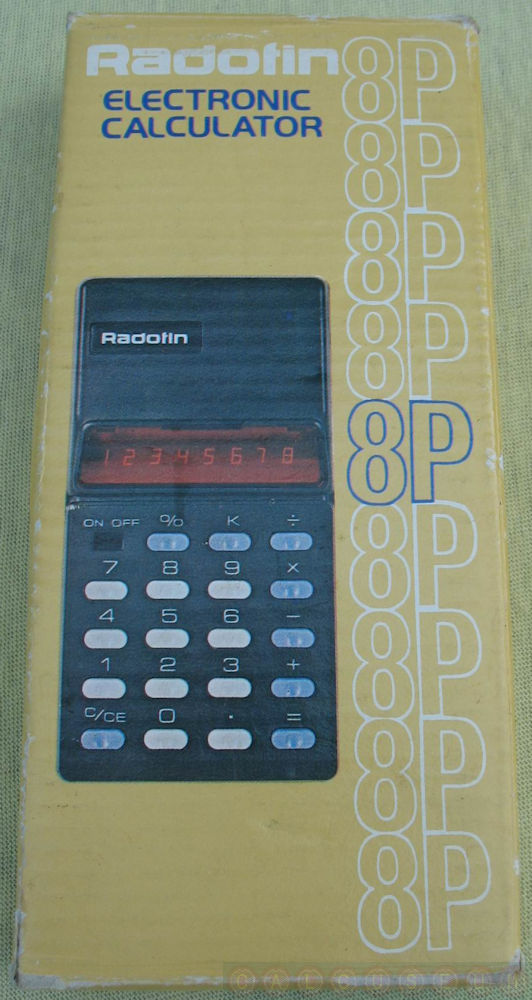 Radofin
ELECTRONIC
CALCULATOR
8P
8P
8P
8P
8P
8P
8P
8P
8P
Radofin
12345678
ON OFF % K ÷
7 8 9 ×
4 5 6 −
1 2 3 +
C/CE 0 . =